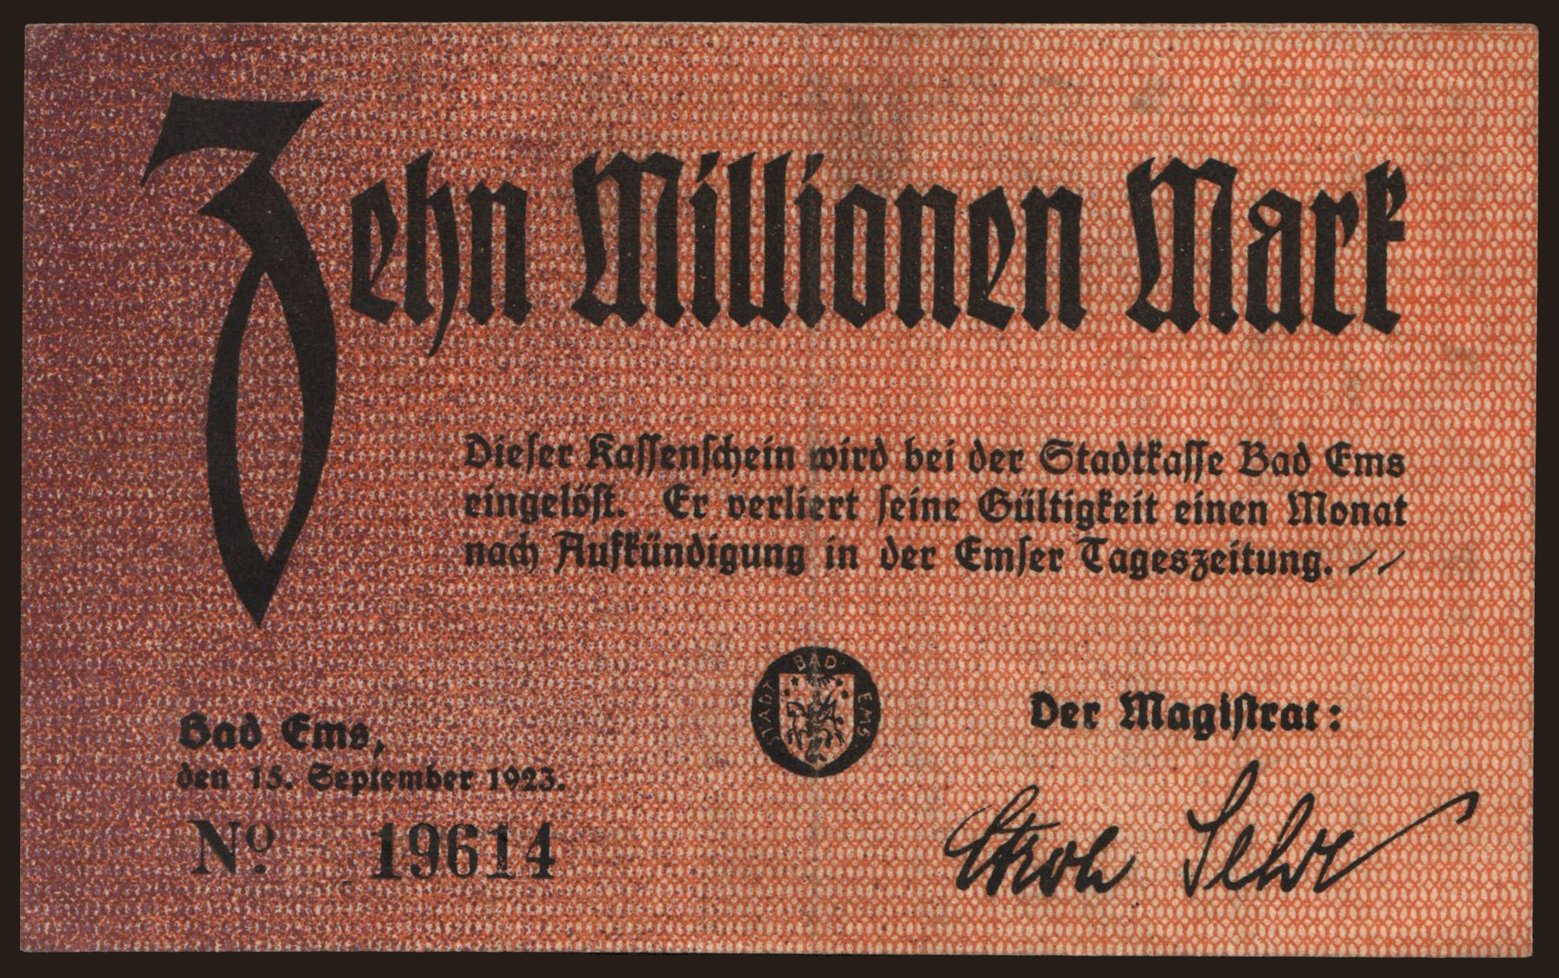 Zehn Millionen Mark
Dieſer Kaſſenſchein wird bei der Stadtkaſſe Bad Ems
eingelöſt. Er verliert ſeine Gültigkeit einen Monat
nach Aufkündigung in der Emſer Tageszeitung.
STADT BAD EMS
Bad Ems,
den 15. September 1923.
Der Magiſtrat:
No 19614